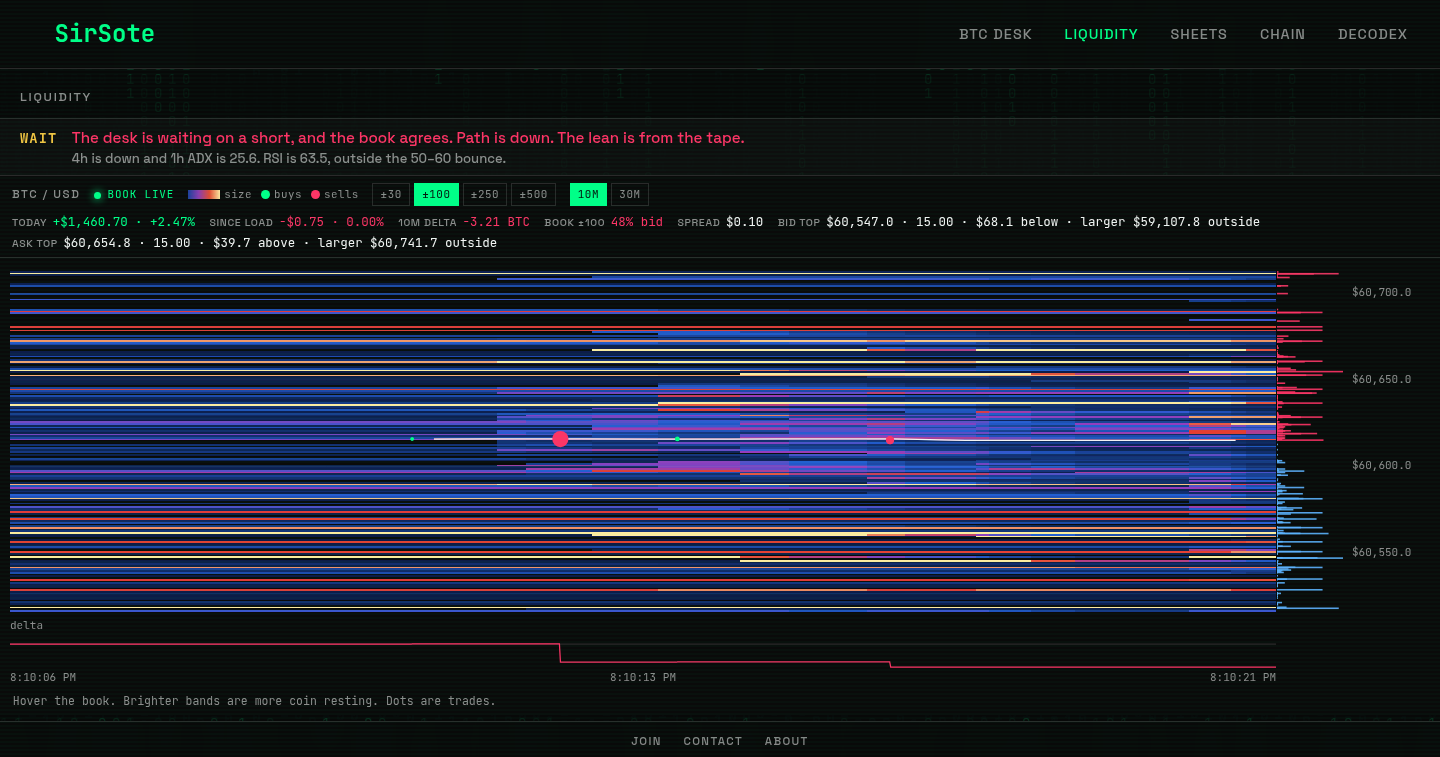 SirSote
BTC DESK LIQUIDITY SHEETS CHAIN DECODEX
LIQUIDITY
WAIT The desk is waiting on a short, and the book agrees. Path is down. The lean is from the tape.
4h is down and 1h ADX is 25.6. RSI is 63.5, outside the 50–60 bounce.
BTC / USD BOOK LIVE size buys sells ±30 ±100 ±250 ±500 10M 30M
TODAY +$1,460.70 · +2.47% SINCE LOAD -$0.75 · 0.00% 10M DELTA -3.21 BTC BOOK ±100 48% bid SPREAD $0.10 BID TOP $60,547.0 · 15.00 · $68.1 below · larger $59,107.8 outside
ASK TOP $60,654.8 · 15.00 · $39.7 above · larger $60,741.7 outside
$60,700.0
$60,650.0
$60,600.0
$60,550.0
delta
8:10:06 PM 8:10:13 PM 8:10:21 PM
Hover the book. Brighter bands are more coin resting. Dots are trades.
JOIN CONTACT ABOUT